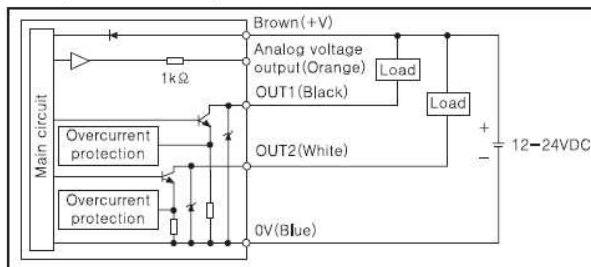 Brown(+V)
Analog voltage
output(Orange)
1kΩ
Load
OUT1(Black)
Load
Main circuit
Overcurrent
protection
+
12-24VDC
-
OUT2(White)
Overcurrent
protection
0V(Blue)